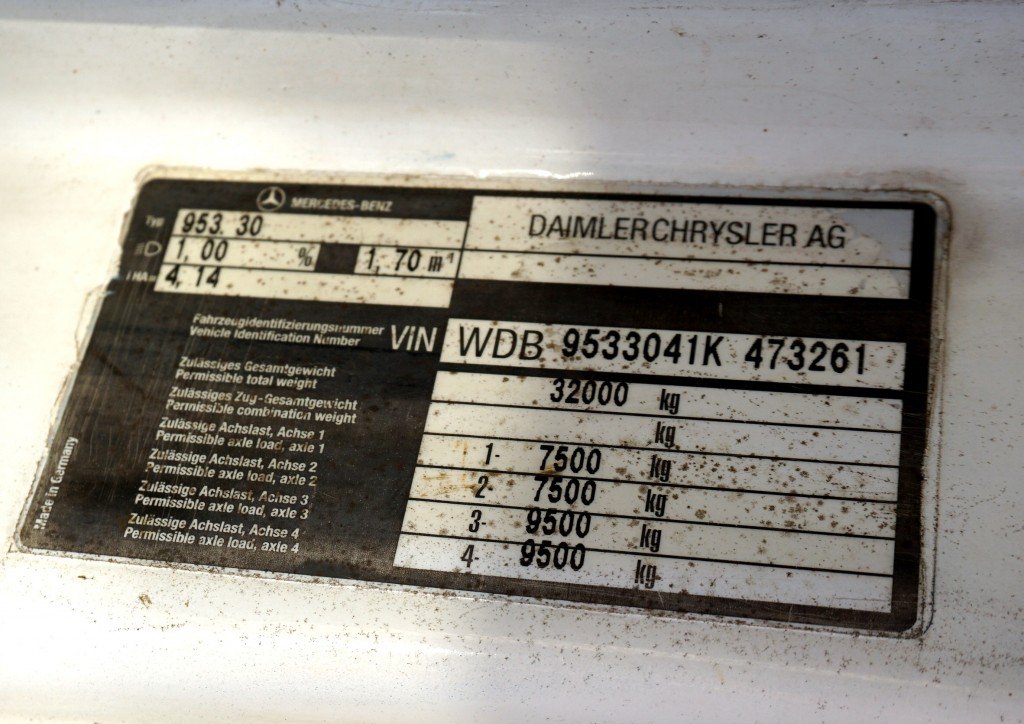 MERCEDES-BENZ
DAIMLERCHRYSLER AG
Typ 953. 30
1, 00 % 1, 70 m
i HA= 4, 14
Fahrzeugidentifizierungsnummer
Vehicle Identification Number
VIN WDB 9533041K 473261
Zulässiges Gesamtgewicht
Permissible total weight
32000 kg
Zulässiges Zug-Gesamtgewicht
Permissible combination weight
kg
Zulässige Achslast, Achse 1
Permissible axle load, axle 1
1- 7500 kg
Zulässige Achslast, Achse 2
Permissible axle load, axle 2
2- 7500 kg
Zulässige Achslast, Achse 3
Permissible axle load, axle 3
3- 9500 kg
Zulässige Achslast, Achse 4
Permissible axle load, axle 4
4- 9500 kg
Made in Germany